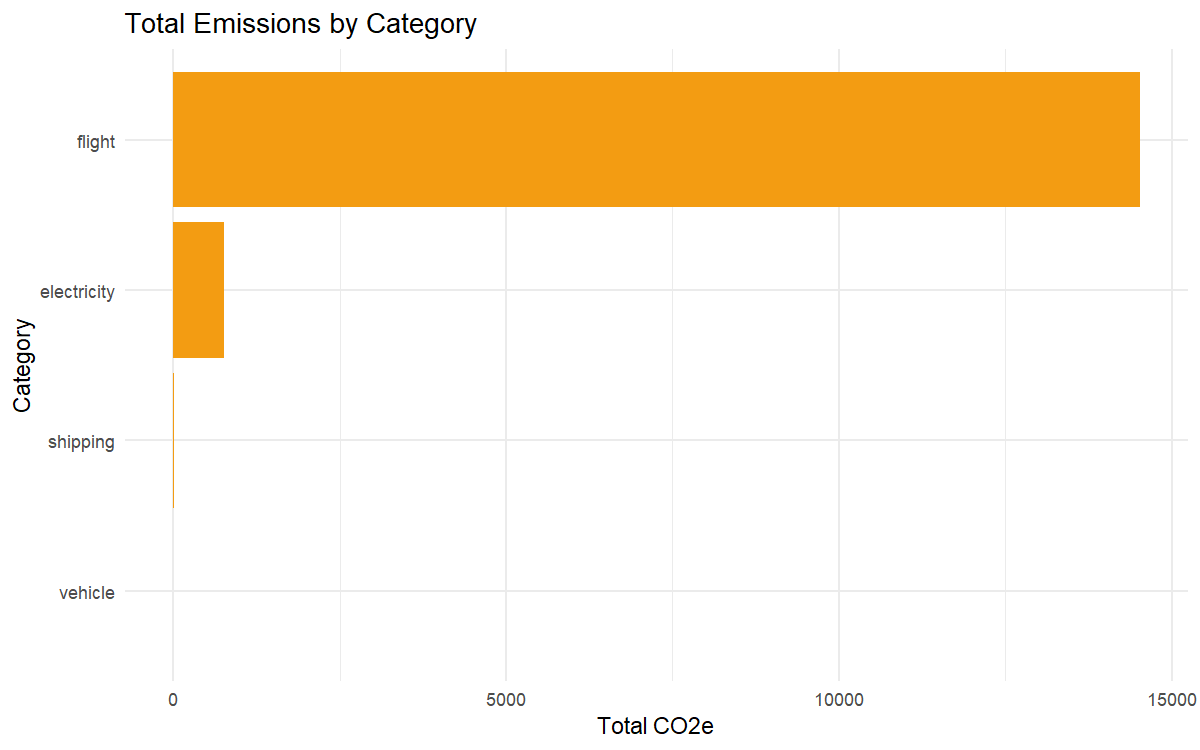 Total Emissions by Category
flight
electricity
shipping
vehicle
Category
0
5000
10000
15000
Total CO2e